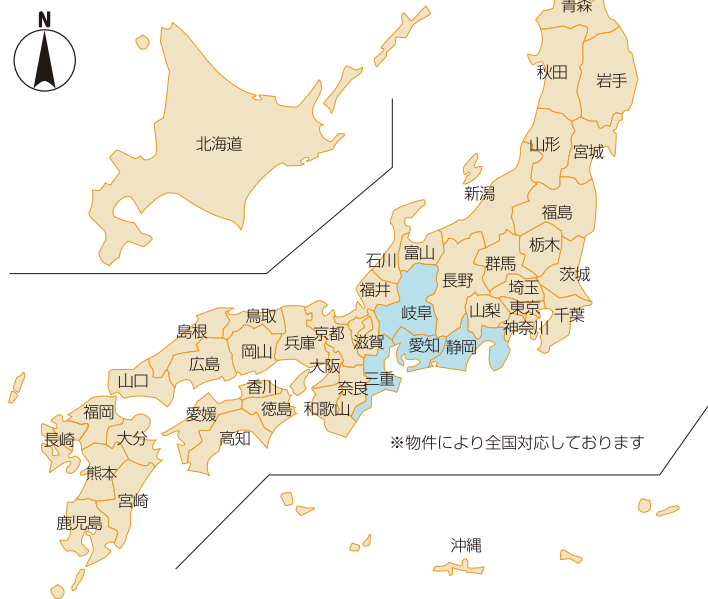 N
青森
秋田
岩手
北海道
山形
宮城
新潟
福島
栃木
石川
富山
群馬
茨城
長野
埼玉
福井
岐阜
山梨
東京
千葉
神奈川
鳥取
島根
京都
兵庫
滋賀
愛知
静岡
岡山
広島
大阪
山口
三重
奈良
香川
徳島
和歌山
福岡
愛媛
長崎
大分
高知
※物件により全国対応しております
熊本
宮崎
鹿児島
沖縄